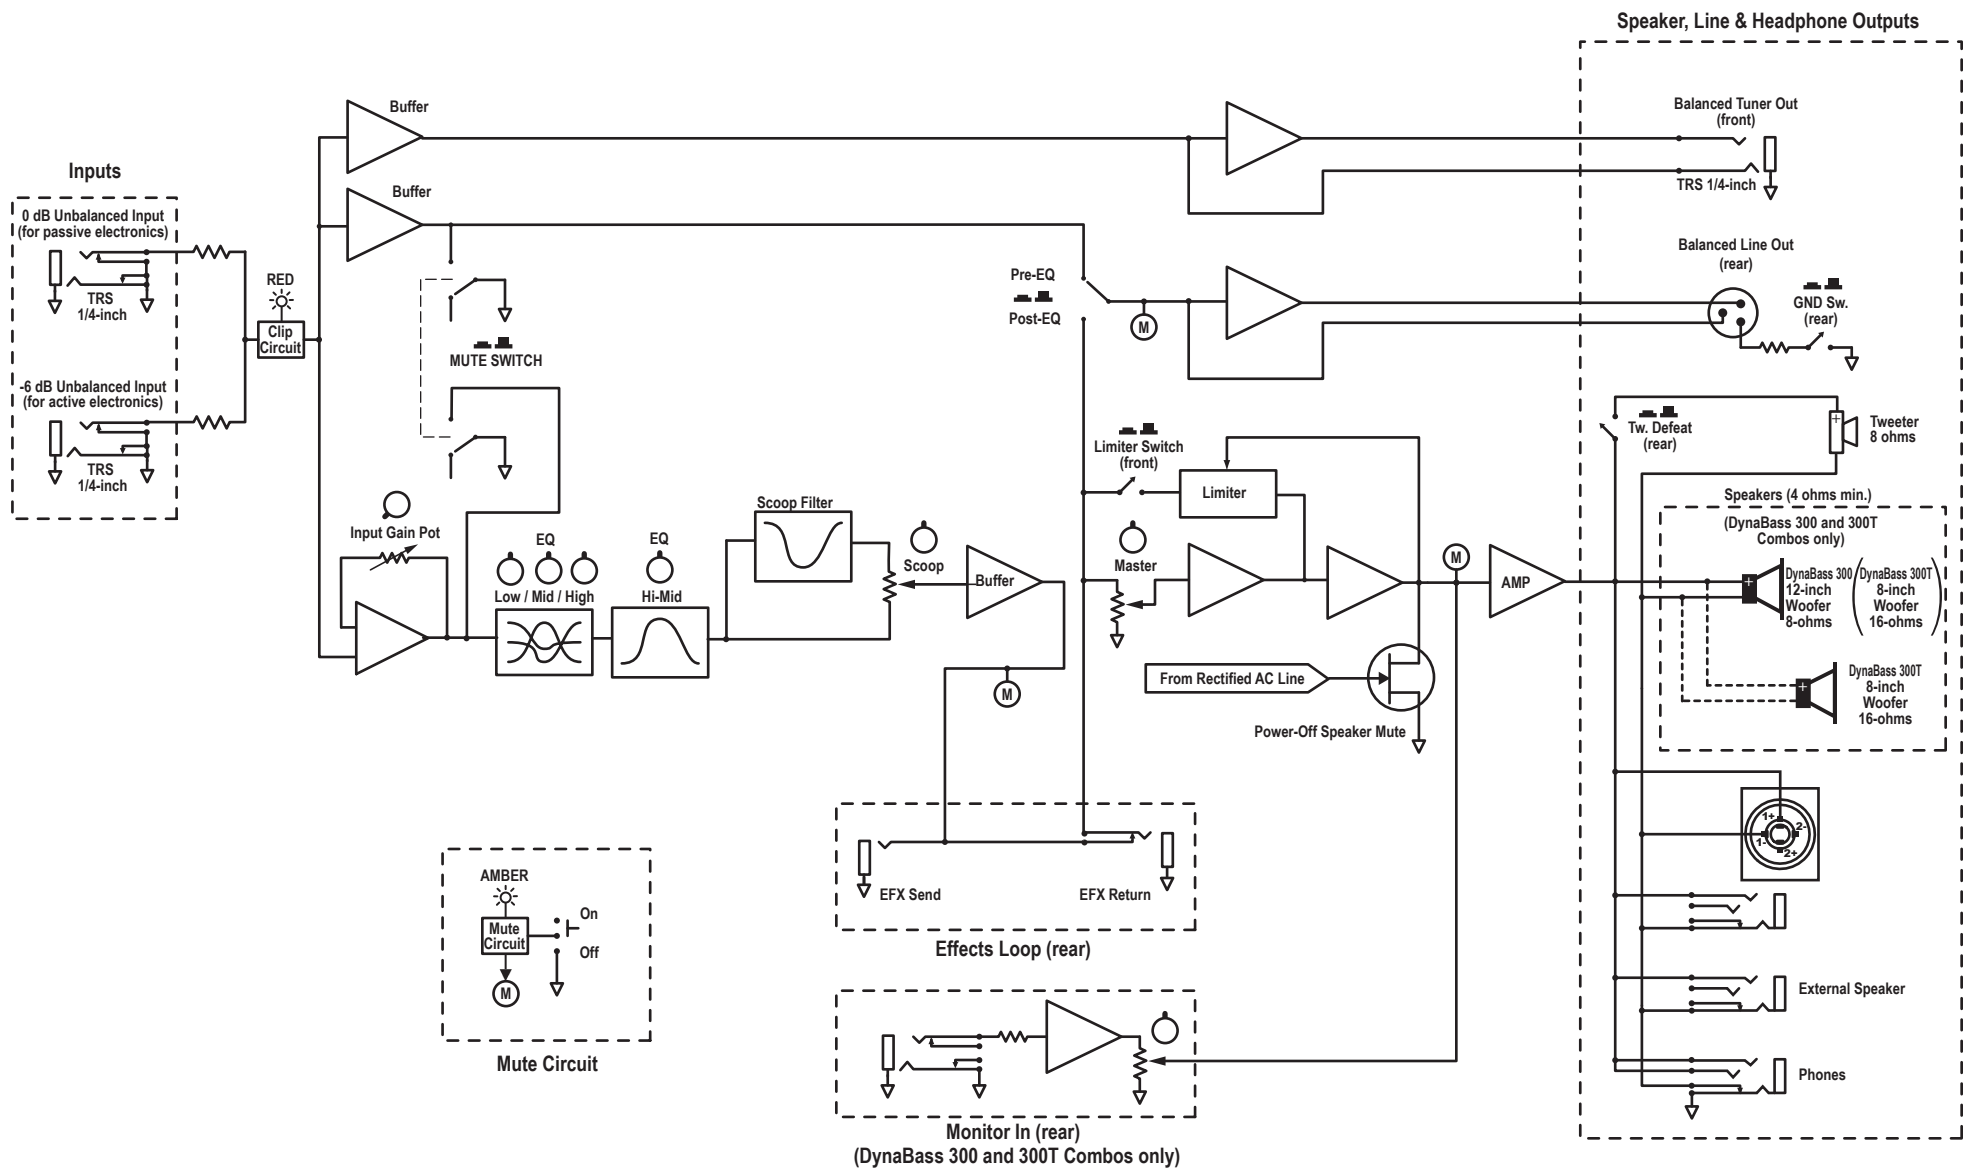 Speaker, Line & Headphone Outputs
Buffer
Balanced Tuner Out
(front)
TRS 1/4-inch
Inputs
0 dB Unbalanced Input
(for passive electronics)
TRS
1/4-inch
-6 dB Unbalanced Input
(for active electronics)
TRS
1/4-inch
RED
Clip
Circuit
Buffer
MUTE SWITCH
Pre-EQ
Post-EQ
M
Balanced Line Out
(rear)
GND Sw.
(rear)
Tw. Defeat
(rear)
+
Tweeter
8 ohms
Limiter Switch
(front)
Limiter
Input Gain Pot
EQ
Low / Mid / High
EQ
Hi-Mid
Scoop Filter
Scoop
Buffer
M
Master
M
AMP
From Rectified AC Line
Power-Off Speaker Mute
Speakers (4 ohms min.)
(DynaBass 300 and 300T
Combos only)
+
DynaBass 300
12-inch
Woofer
8-ohms
(DynaBass 300T
8-inch
Woofer
16-ohms)
+
DynaBass 300T
8-inch
Woofer
16-ohms
1+
2-
1-
2+
External Speaker
Phones
EFX Send
EFX Return
Effects Loop (rear)
AMBER
Mute
Circuit
On
Off
M
Mute Circuit
Monitor In (rear)
(DynaBass 300 and 300T Combos only)